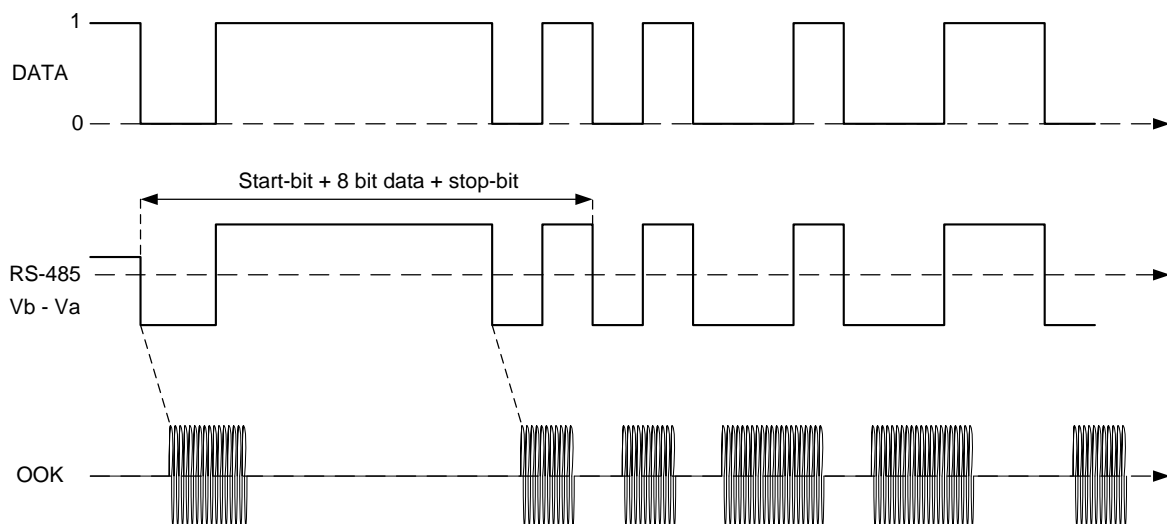 1
DATA
0
Start-bit + 8 bit data + stop-bit
RS-485
Vb - Va
OOK